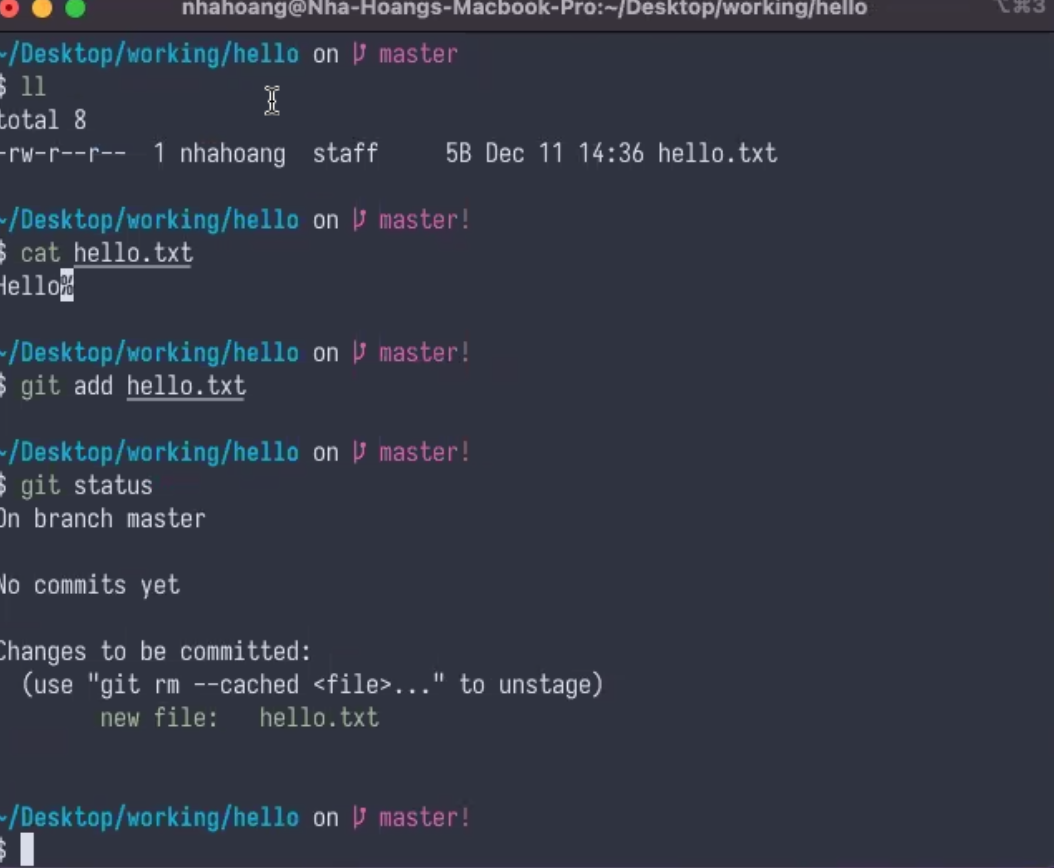 nhahoang@Nha-Hoangs-Macbook-Pro:~/Desktop/working/hello ⌥⌘3
~/Desktop/working/hello on master
$ ll
total 8
-rw-r--r-- 1 nhahoang staff 5B Dec 11 14:36 hello.txt
~/Desktop/working/hello on master!
$ cat hello.txt
Hello%
~/Desktop/working/hello on master!
$ git add hello.txt
~/Desktop/working/hello on master!
$ git status
On branch master
No commits yet
Changes to be committed:
(use "git rm --cached <file>..." to unstage)
new file: hello.txt
~/Desktop/working/hello on master!
$